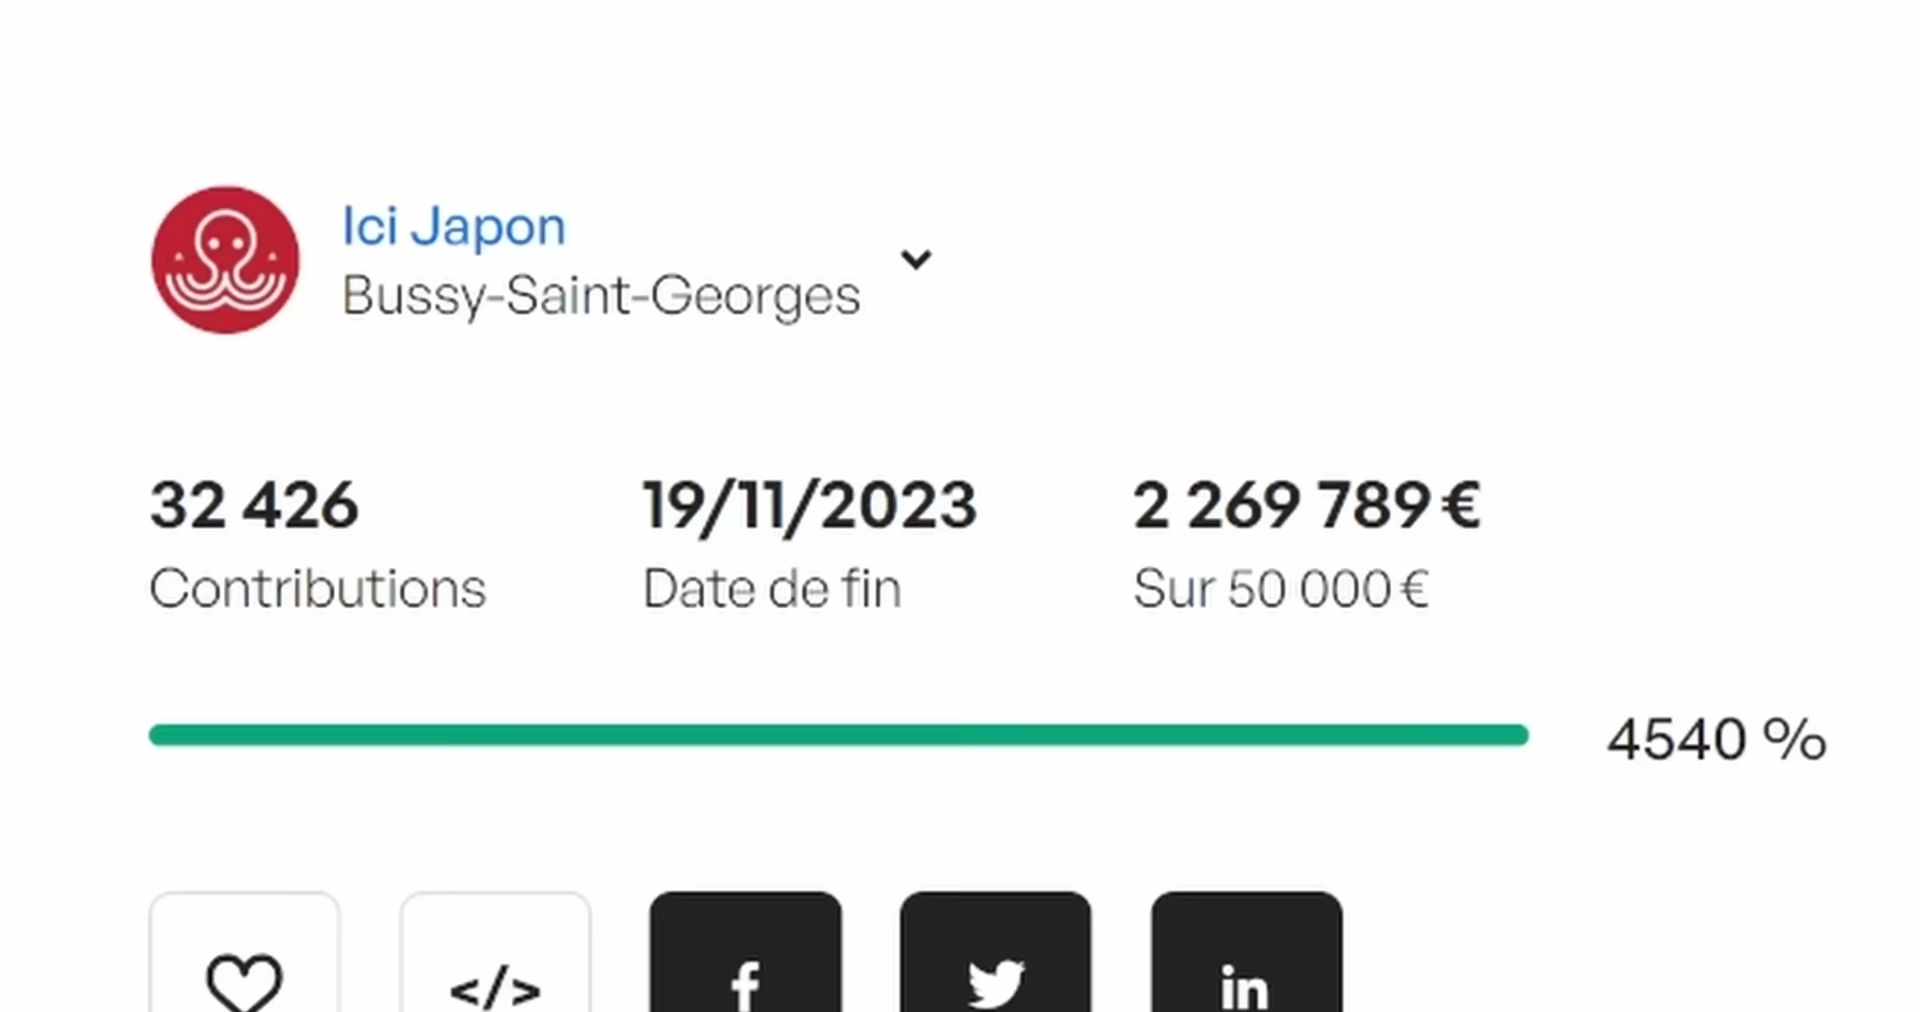 Ici Japon
Bussy-Saint-Georges
32 426
19/11/2023
2 269 789 €
Contributions
Date de fin
Sur 50 000 €
4540 %
</>
f
in